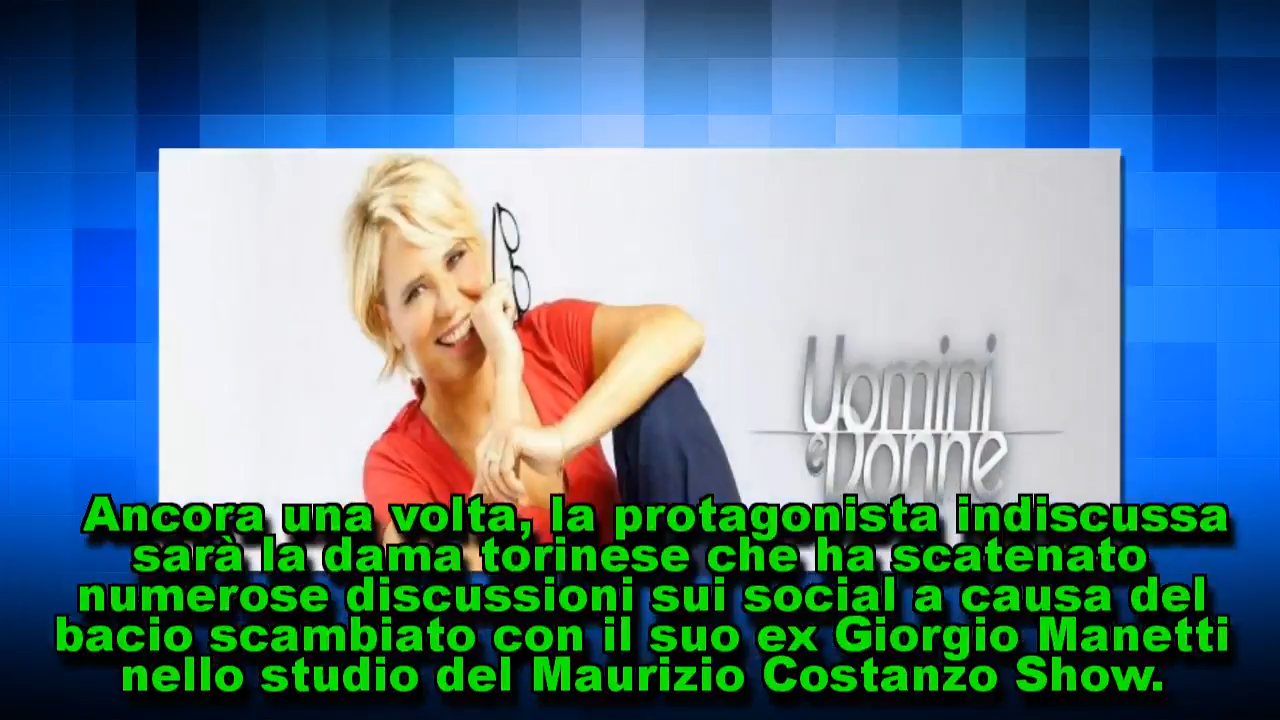 Uomini
e Donne
Ancora una volta, la protagonista indiscussa
sarà la dama torinese che ha scatenato
numerose discussioni sui social a causa del
bacio scambiato con il suo ex Giorgio Manetti
nello studio del Maurizio Costanzo Show.